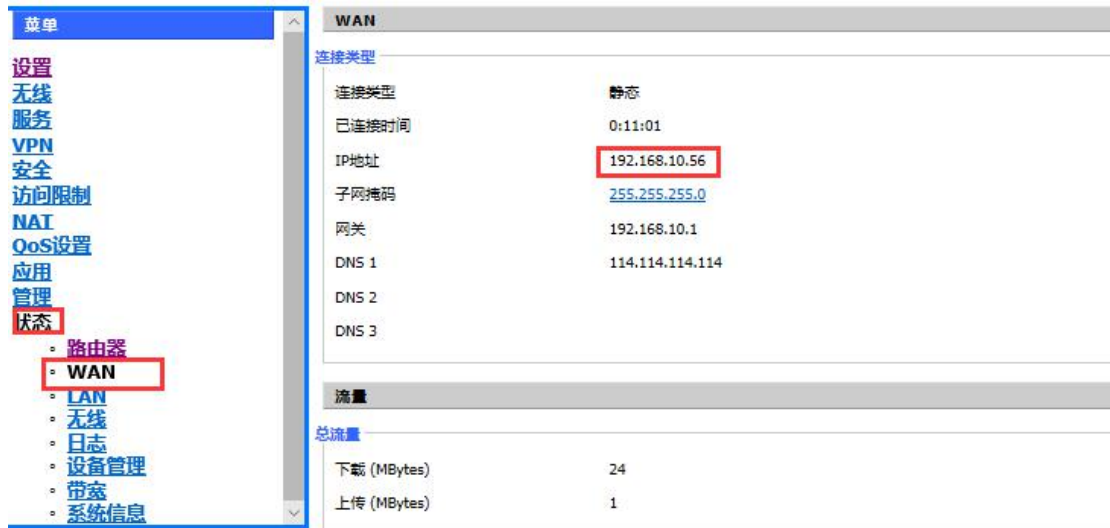 菜单
设置
无线
服务
VPN
安全
访问限制
NAT
QoS设置
应用
管理
状态
路由器
WAN
LAN
无线
日志
设备管理
带宽
系统信息
WAN
连接类型
连接类型 静态
已连接时间 0:11:01
IP地址 192.168.10.56
子网掩码 255.255.255.0
网关 192.168.10.1
DNS 1 114.114.114.114
DNS 2
DNS 3
流量
总流量
下载 (MBytes) 24
上传 (MBytes) 1